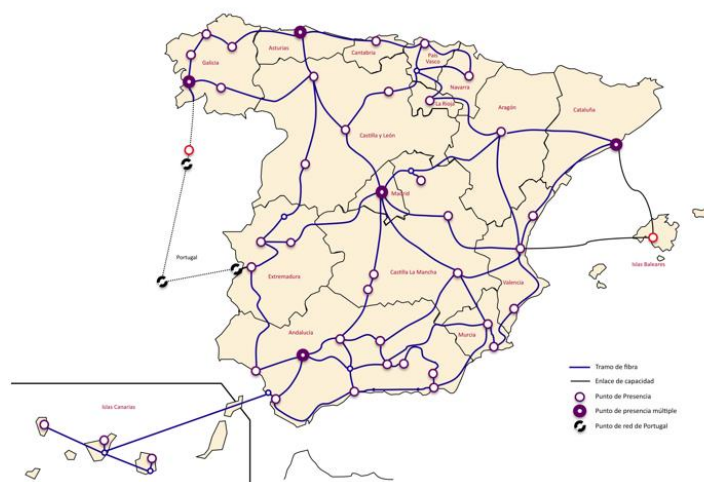 Asturias
Cantabria
País
Vasco
Galicia
Navarra
La Rioja
Aragón
Cataluña
Castilla y León
Madrid
Portugal
Islas Baleares
Extremadura
Castilla La Mancha
Valencia
Andalucía
Murcia
Islas Canarias
Tramo de fibra
Enlace de capacidad
Punto de Presencia
Punto de presencia múltiple
Punto de red de Portugal